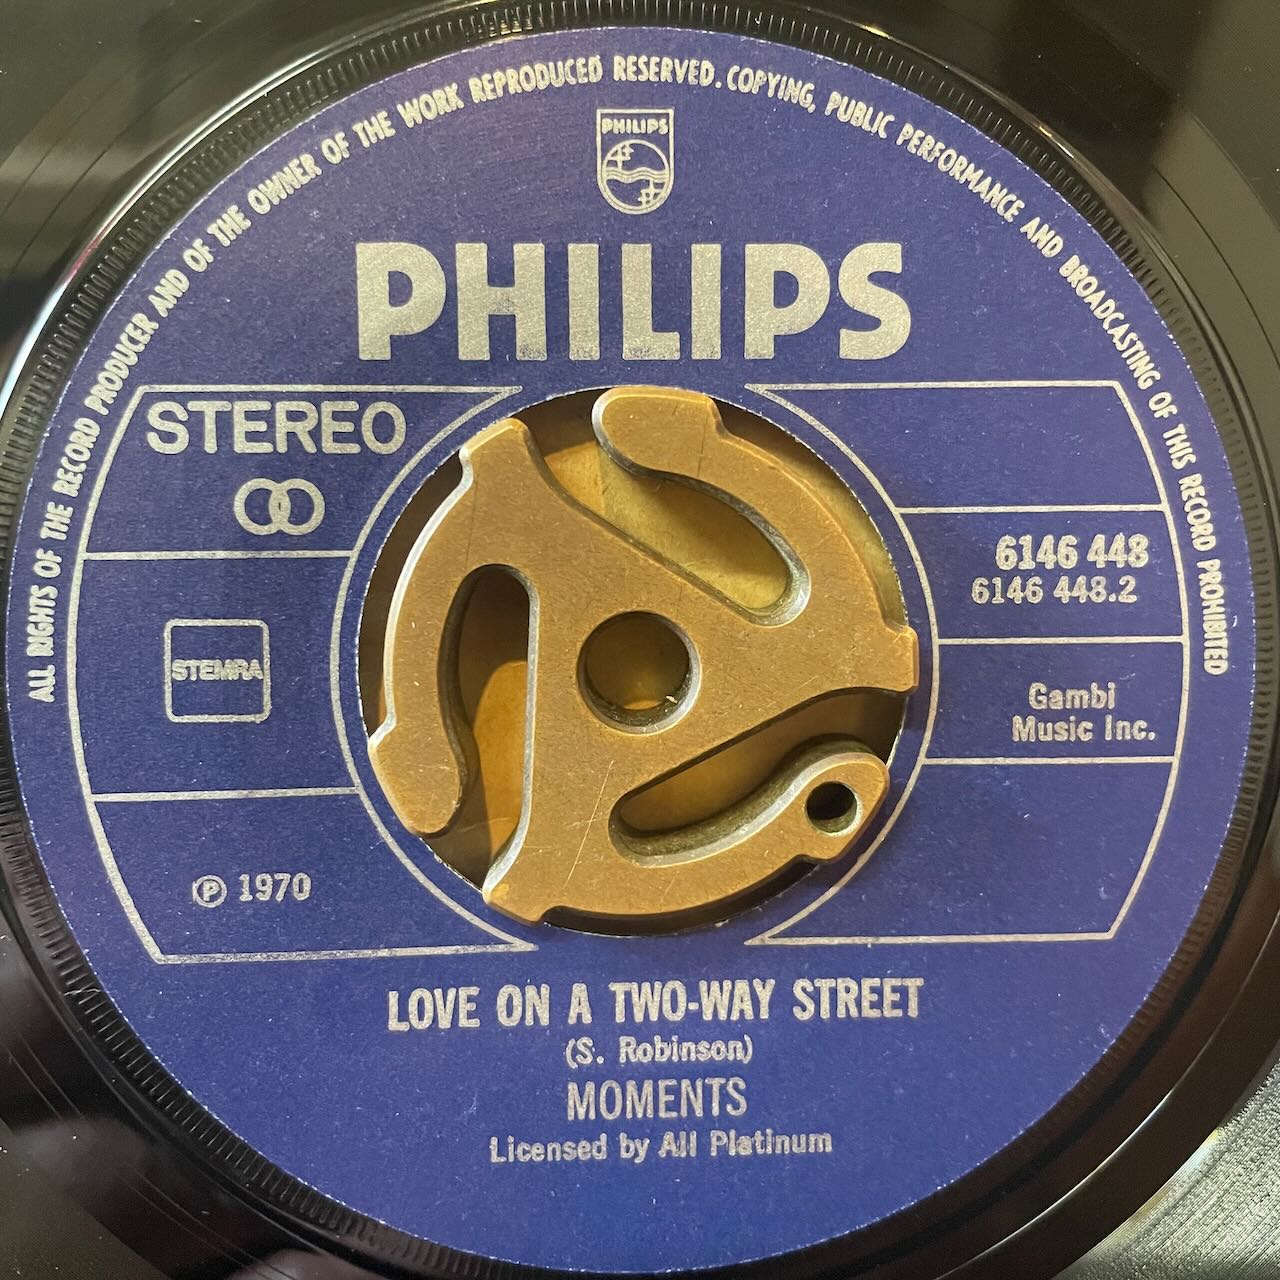 ALL RIGHTS OF THE RECORD PRODUCER AND OF THE OWNER OF THE WORK REPRODUCED RESERVED. COPYING, PUBLIC PERFORMANCE AND BROADCASTING OF THIS RECORD PROHIBITED
PHILIPS
PHILIPS
STEREO
6146 448
6146 448.2
STEMRA
Gambi
Music Inc.
Ⓟ 1970
LOVE ON A TWO-WAY STREET
(S. Robinson)
MOMENTS
Licensed by All Platinum